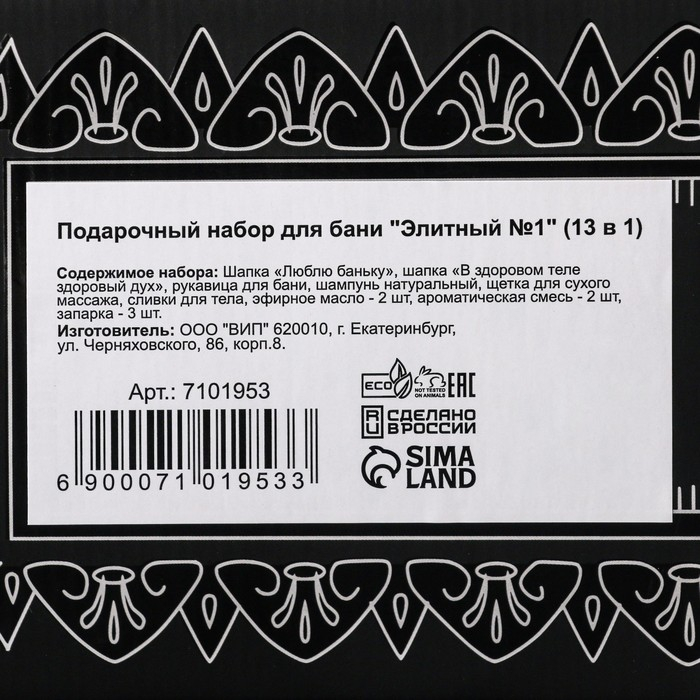 Подарочный набор для бани "Элитный №1" (13 в 1)
Содержимое набора: Шапка «Люблю баньку», шапка «В здоровом теле
здоровый дух», рукавица для бани, шампунь натуральный, щетка для сухого
массажа, сливки для тела, эфирное масло - 2 шт, ароматическая смесь - 2 шт,
запарка - 3 шт.
Изготовитель: ООО "ВИП" 620010, г. Екатеринбург,
ул. Черняховского, 86, корп.8.
Арт.: 7101953
6 900071 019533
ECO
NOT TESTED
ON ANIMALS
EAC
RU
СДЕЛАНО
В РОССИИ
SIMA
LAND